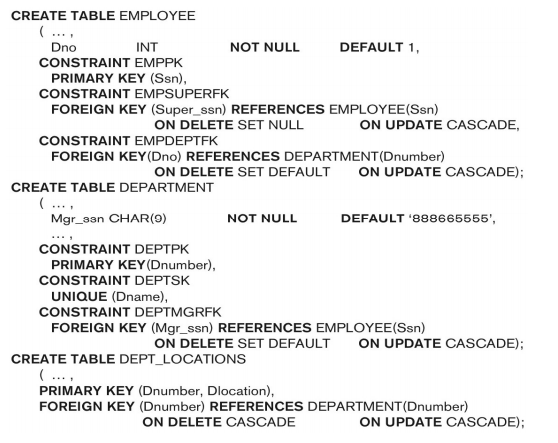 CREATE TABLE EMPLOYEE
( … ,
Dno INT NOT NULL DEFAULT 1,
CONSTRAINT EMPPK
PRIMARY KEY (Ssn),
CONSTRAINT EMPSUPERFK
FOREIGN KEY (Super_ssn) REFERENCES EMPLOYEE(Ssn)
ON DELETE SET NULL ON UPDATE CASCADE,
CONSTRAINT EMPDEPTFK
FOREIGN KEY(Dno) REFERENCES DEPARTMENT(Dnumber)
ON DELETE SET DEFAULT ON UPDATE CASCADE);
CREATE TABLE DEPARTMENT
( … ,
Mgr_ssn CHAR(9) NOT NULL DEFAULT ‘888665555’,
… ,
CONSTRAINT DEPTPK
PRIMARY KEY(Dnumber),
CONSTRAINT DEPTSK
UNIQUE (Dname),
CONSTRAINT DEPTMGRFK
FOREIGN KEY (Mgr_ssn) REFERENCES EMPLOYEE(Ssn)
ON DELETE SET DEFAULT ON UPDATE CASCADE);
CREATE TABLE DEPT_LOCATIONS
( … ,
PRIMARY KEY (Dnumber, Dlocation),
FOREIGN KEY (Dnumber) REFERENCES DEPARTMENT(Dnumber)
ON DELETE CASCADE ON UPDATE CASCADE);